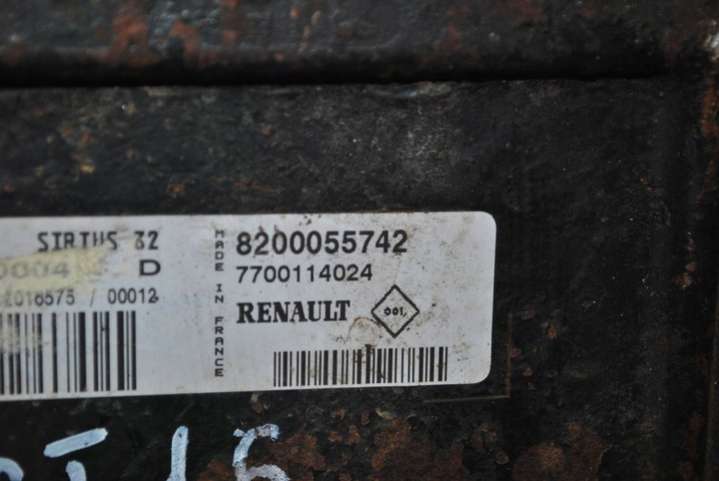 SIRIUS 32
D
/ 00012
MADE IN FRANCE
8200055742
7700114024
RENAULT
001